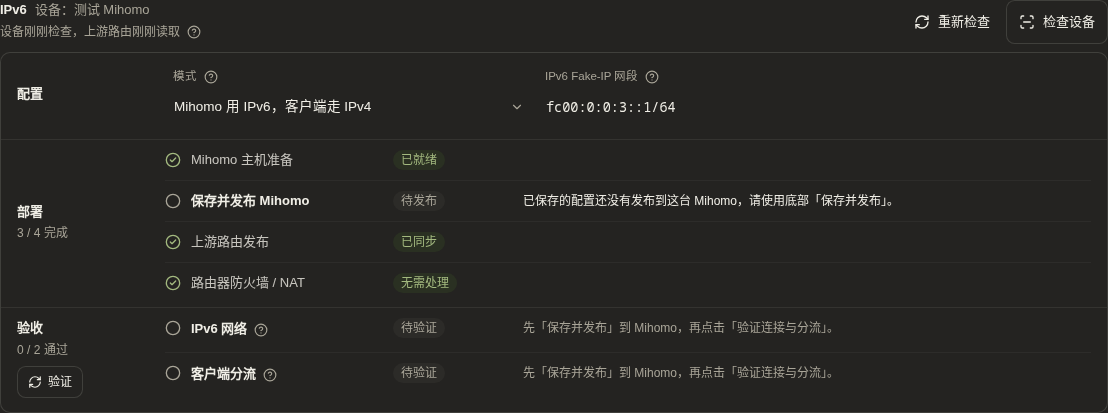 IPv6 设备：测试 Mihomo
设备刚刚检查，上游路由刚刚读取
重新检查
检查设备
配置
模式
Mihomo 用 IPv6，客户端走 IPv4
IPv6 Fake-IP 网段
fc00:0:0:3::1/64
部署
3 / 4 完成
Mihomo 主机准备 已就绪
保存并发布 Mihomo 待发布 已保存的配置还没有发布到这台 Mihomo，请使用底部「保存并发布」。
上游路由发布 已同步
路由器防火墙 / NAT 无需处理
验收
0 / 2 通过
验证
IPv6 网络 待验证 先「保存并发布」到 Mihomo，再点击「验证连接与分流」。
客户端分流 待验证 先「保存并发布」到 Mihomo，再点击「验证连接与分流」。